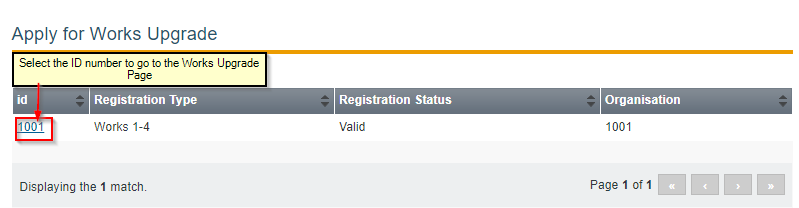 Apply for Works Upgrade
Select the ID number to go to the Works Upgrade
Page
id Registration Type Registration Status Organisation
1001 Works 1-4 Valid 1001
Displaying the 1 match. Page 1 of 1 « ‹ › »